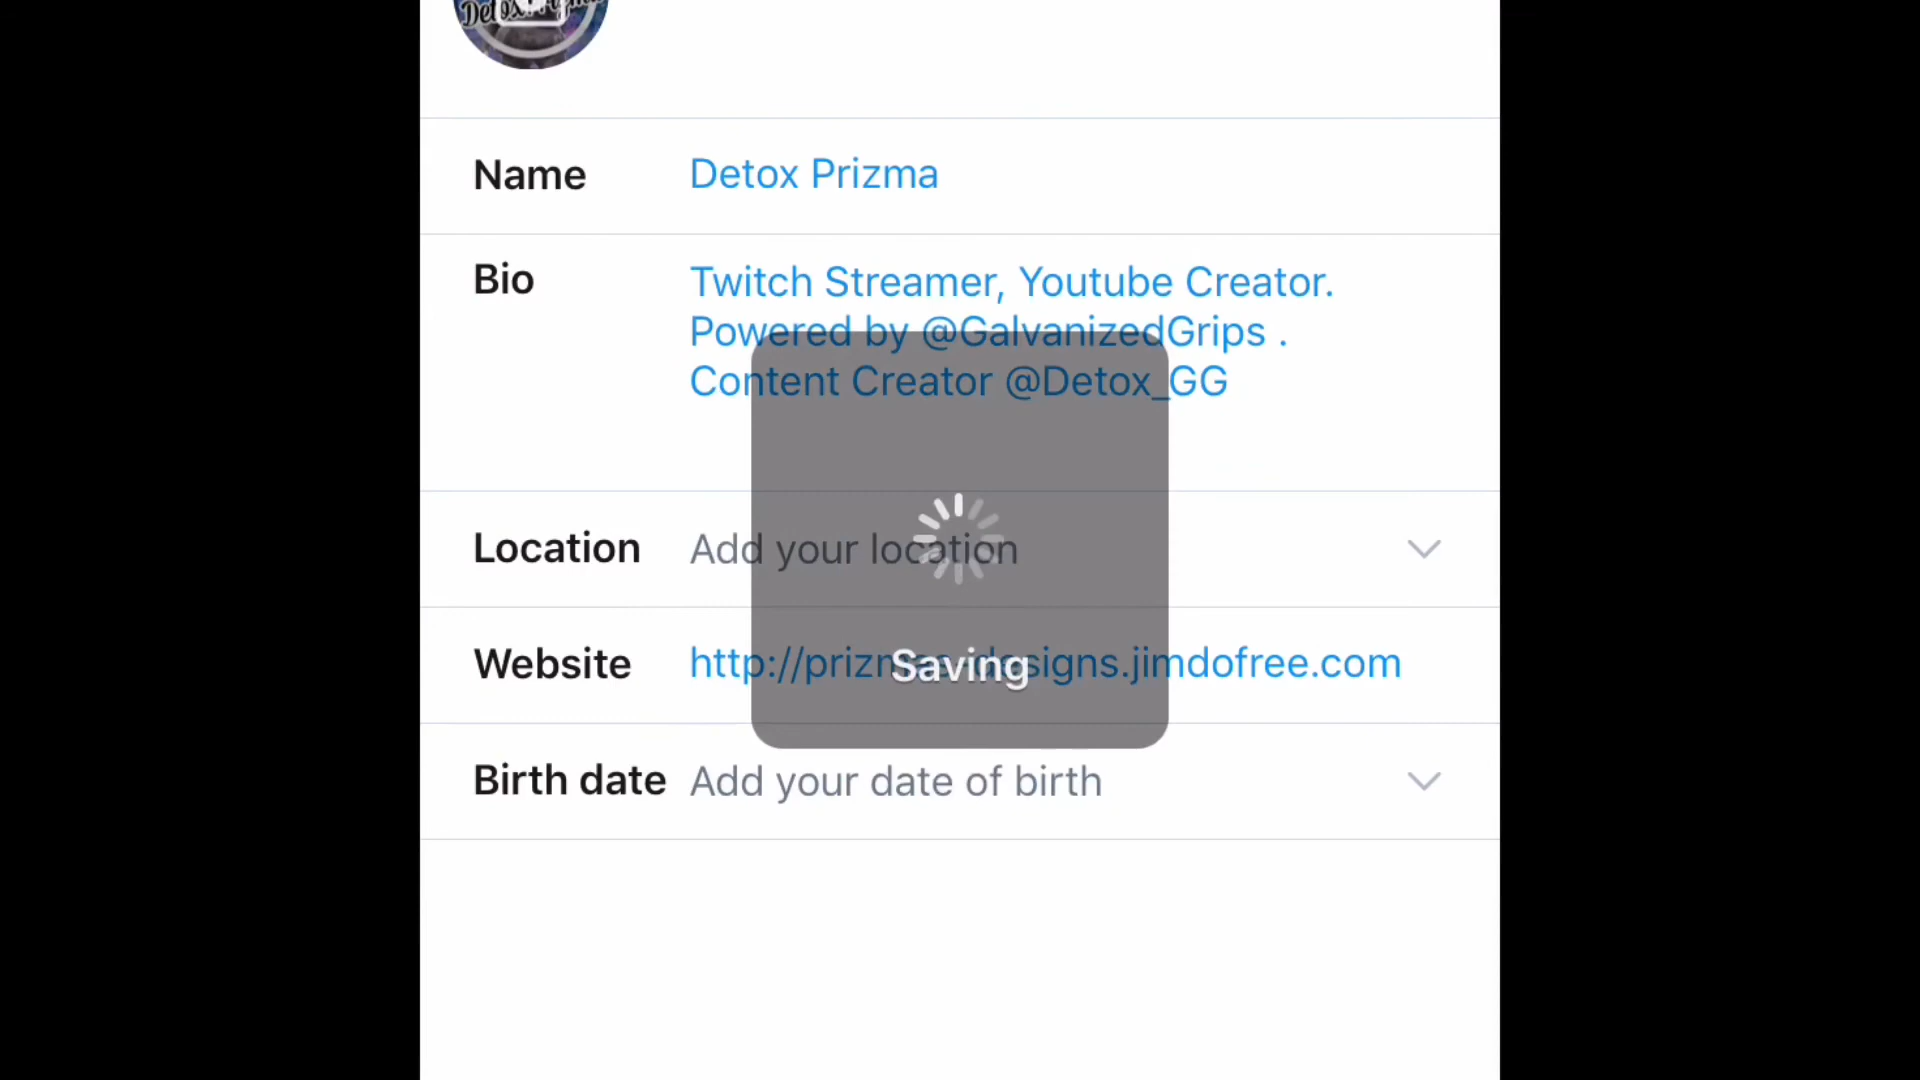 Name Detox Prizma
Bio Twitch Streamer, Youtube Creator.
Powered by @GalvanizedGrips .
Content Creator @Detox_GG
Location Add your location
Website
Saving
Birth date Add your date of birth